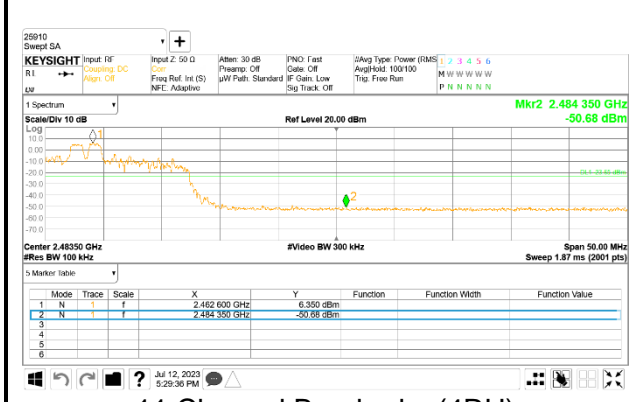 25910
Swept SA
+
KEYSIGHT Input: RF Input Z: 50 Ω Atten: 30 dB PNO: Fast #Avg Type: Power (RMS 1 2 3 4 5 6
RL Coupling: DC Corr Preamp: Off Gate: Off Avg|Hold: 100/100 M W W W W W
Align: Off Freq Ref: Int (S) µW Path: Standard IF Gain: Low Trig: Free Run
NFE: Adaptive Sig Track: Off P N N N N N
1 Spectrum Mkr2 2.484 350 GHz
Scale/Div 10 dB Ref Level 20.00 dBm -50.68 dBm
Log
10.0
0.00
-10.0
-20.0
-30.0
-40.0
-50.0
-60.0
-70.0
1
2
Center 2.48350 GHz #Video BW 300 kHz Span 50.00 MHz
#Res BW 100 kHz Sweep 1.87 ms (2001 pts)
5 Marker Table
Mode Trace Scale X Y Function Function Width Function Value
1 N 1 f 2.462 600 GHz 6.350 dBm
2 N 1 f 2.484 350 GHz -50.68 dBm
3
4
5
6
? Jul 12, 2023
5:29:36 PM